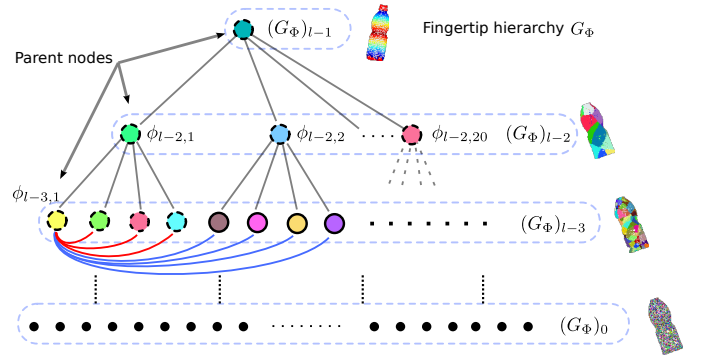 (G_Φ)_{l−1}
Fingertip hierarchy G_Φ
Parent nodes
ϕ_{l−2,1}
ϕ_{l−2,2}
ϕ_{l−2,20}
(G_Φ)_{l−2}
ϕ_{l−3,1}
(G_Φ)_{l−3}
(G_Φ)_0